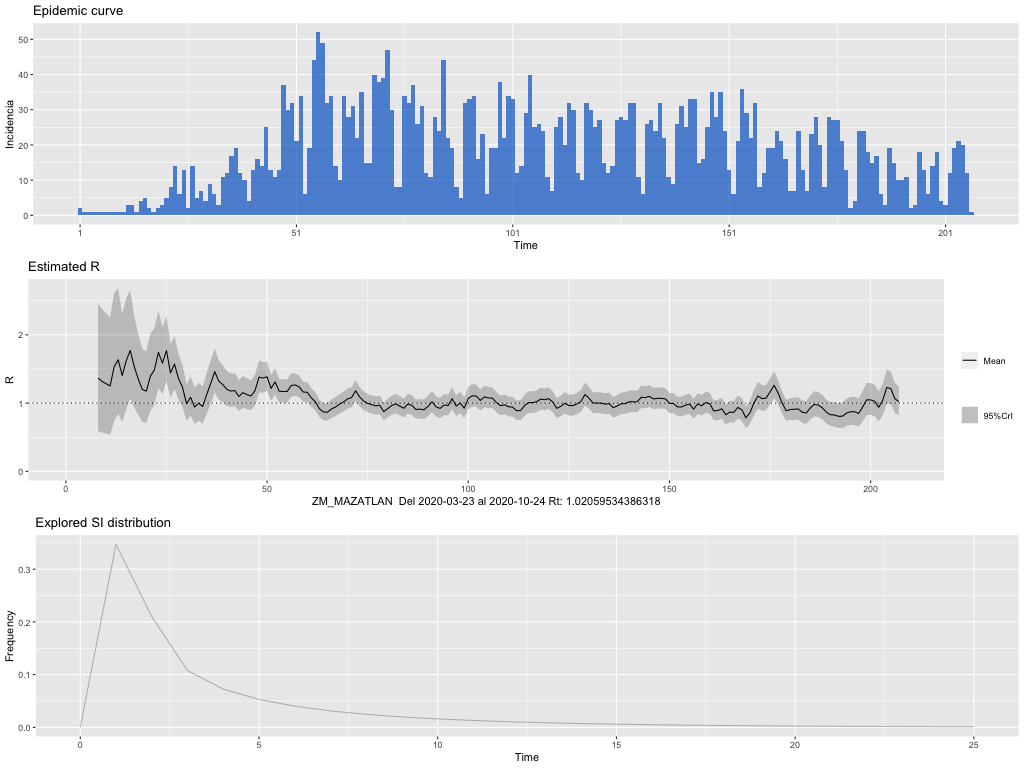 Epidemic curve
50
40
30
20
10
0
Incidencia
1 51 101 151 201
Time
Estimated R
2
1
0
R
Mean
95%CrI
0 50 100 150 200
ZM_MAZATLAN Del 2020-03-23 al 2020-10-24 Rt: 1.02059534386318
Explored SI distribution
0.3
0.2
0.1
0.0
Frequency
0 5 10 15 20 25
Time